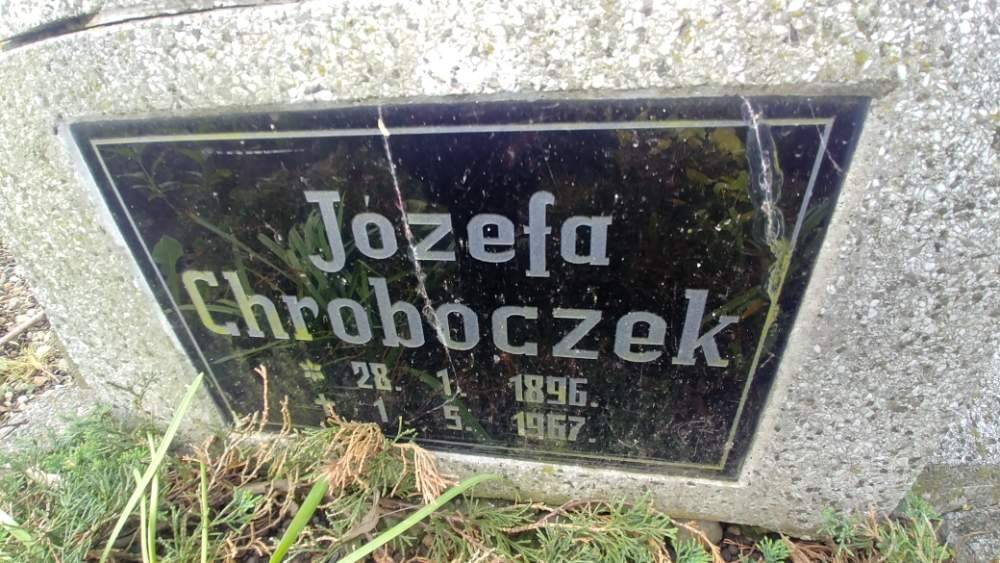 Józefa
Chroboczek
* 28. 1. 1896.
† 1 5. 1967.